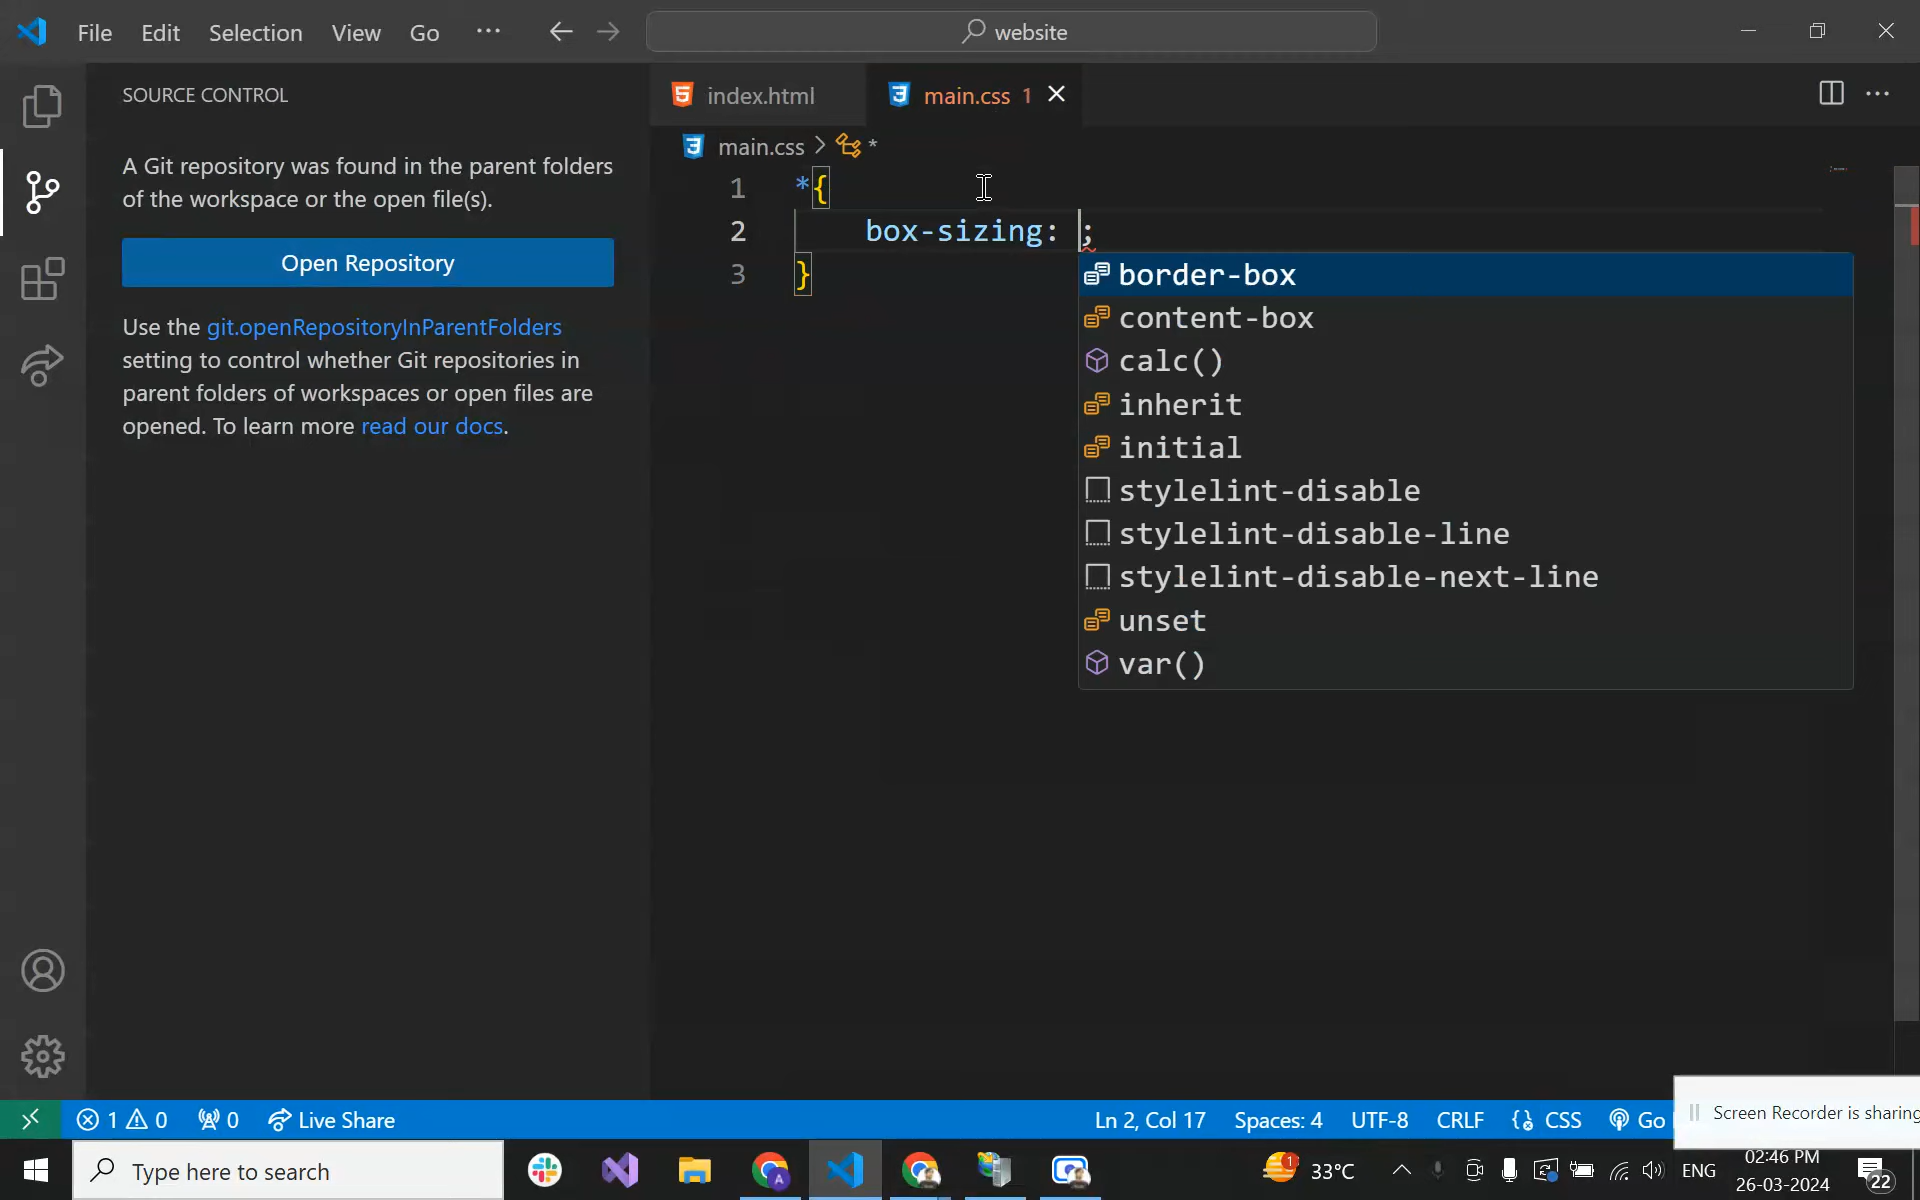 File Edit Selection View Go ··· website
SOURCE CONTROL
A Git repository was found in the parent folders
of the workspace or the open file(s).
Open Repository
Use the git.openRepositoryInParentFolders
setting to control whether Git repositories in
parent folders of workspaces or open files are
opened. To learn more read our docs.
index.html main.css 1
main.css > *
1 *{
2 box-sizing: ;
3 }
border-box
content-box
calc()
inherit
initial
stylelint-disable
stylelint-disable-line
stylelint-disable-next-line
unset
var()
1 0 0 Live Share Ln 2, Col 17 Spaces: 4 UTF-8 CRLF {} CSS Go
Screen Recorder is sharing
Type here to search 1 33°C ENG 02:46 PM
26-03-2024 22